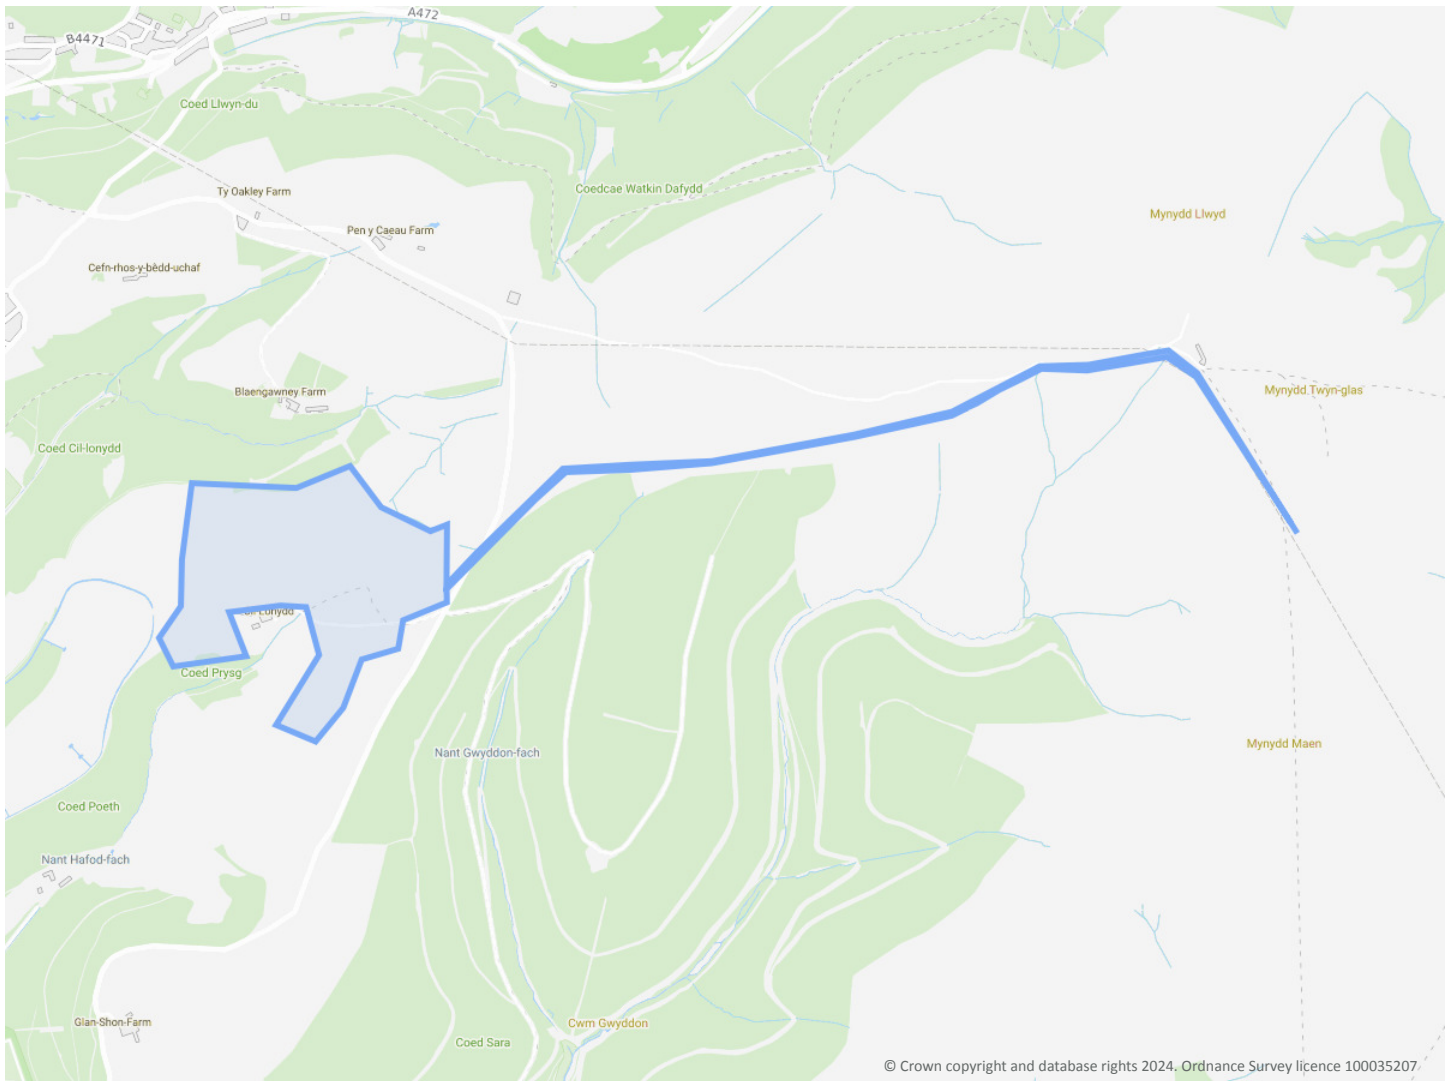 A472
B4471
Coed Llwyn-du
Ty Oakley Farm
Coedcae Watkin Dafydd
Mynydd Llwyd
Pen y Caeau Farm
Cefn-rhos-y-bèdd-uchaf
Blaengawney Farm
Mynydd Twyn-glas
Coed Cil-lonydd
Lonydd
Coed Prysg
Nant Gwyddon-fach
Mynydd Maen
Coed Poeth
Nant Hafod-fach
Glan-Shon-Farm
Cwm Gwyddon
Coed Sara
© Crown copyright and database rights 2024. Ordnance Survey licence 100035207